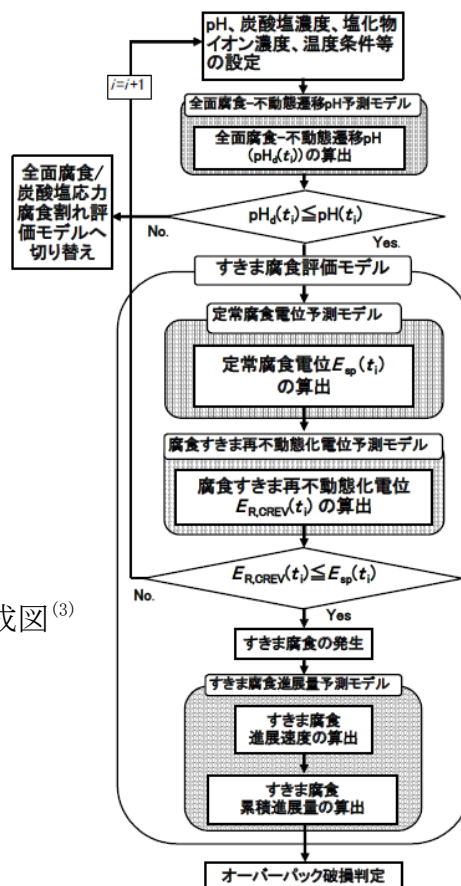 pH、炭酸塩濃度、塩化物
イオン濃度、温度条件等
の設定
i=i+1
全面腐食−不動態遷移pH予測モデル
全面腐食−不動態遷移pH
(pHd(ti))の算出
全面腐食/
炭酸塩応力
腐食割れ評
価モデルへ
切り替え
pHd(ti)≦pH(ti)
No.
Yes.
すきま腐食評価モデル
定常腐食電位予測モデル
定常腐食電位Esp(ti)
の算出
腐食すきま再不動態化電位予測モデル
腐食すきま再不動態化電位
ER,CREV(ti) の算出
ER,CREV(ti)≦Esp(ti)
No.
Yes
成図(3)
すきま腐食の発生
すきま腐食進展量予測モデル
すきま腐食
進展速度の算出
すきま腐食
累積進展量の算出
オーバーパック破損判定